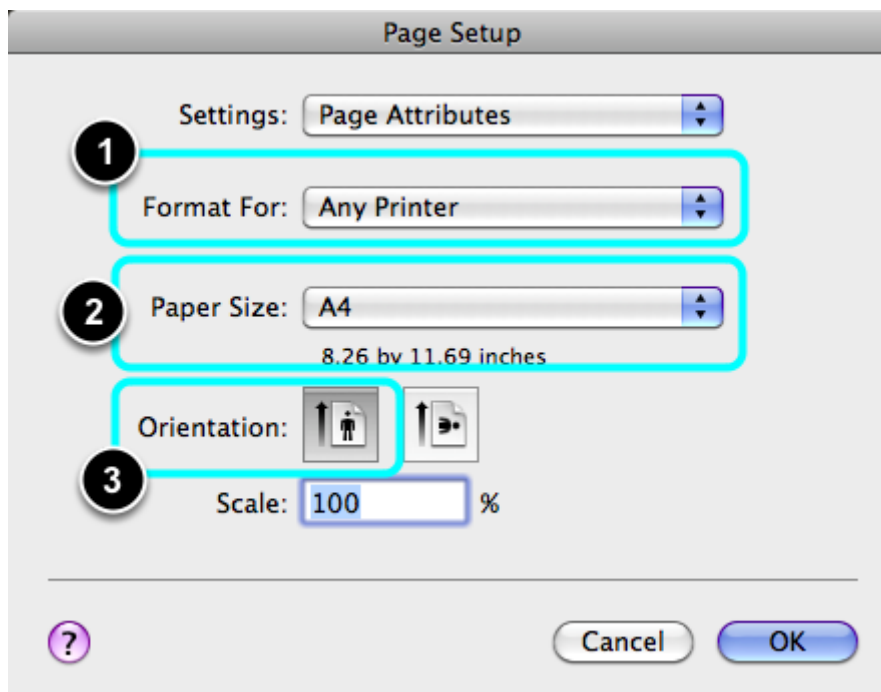 Page Setup
Settings: Page Attributes
1
Format For: Any Printer
2
Paper Size: A4
8.26 by 11.69 inches
Orientation:
3
Scale: 100 %
?
Cancel OK